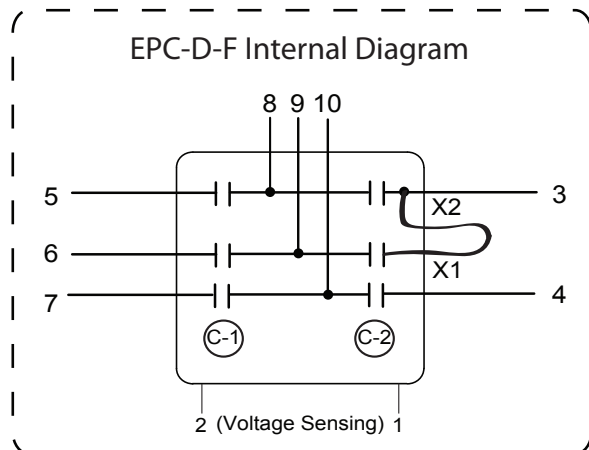 EPC-D-F Internal Diagram
8 9 10
5 3
X2
6
X1
7 4
C-1 C-2
2 (Voltage Sensing) 1